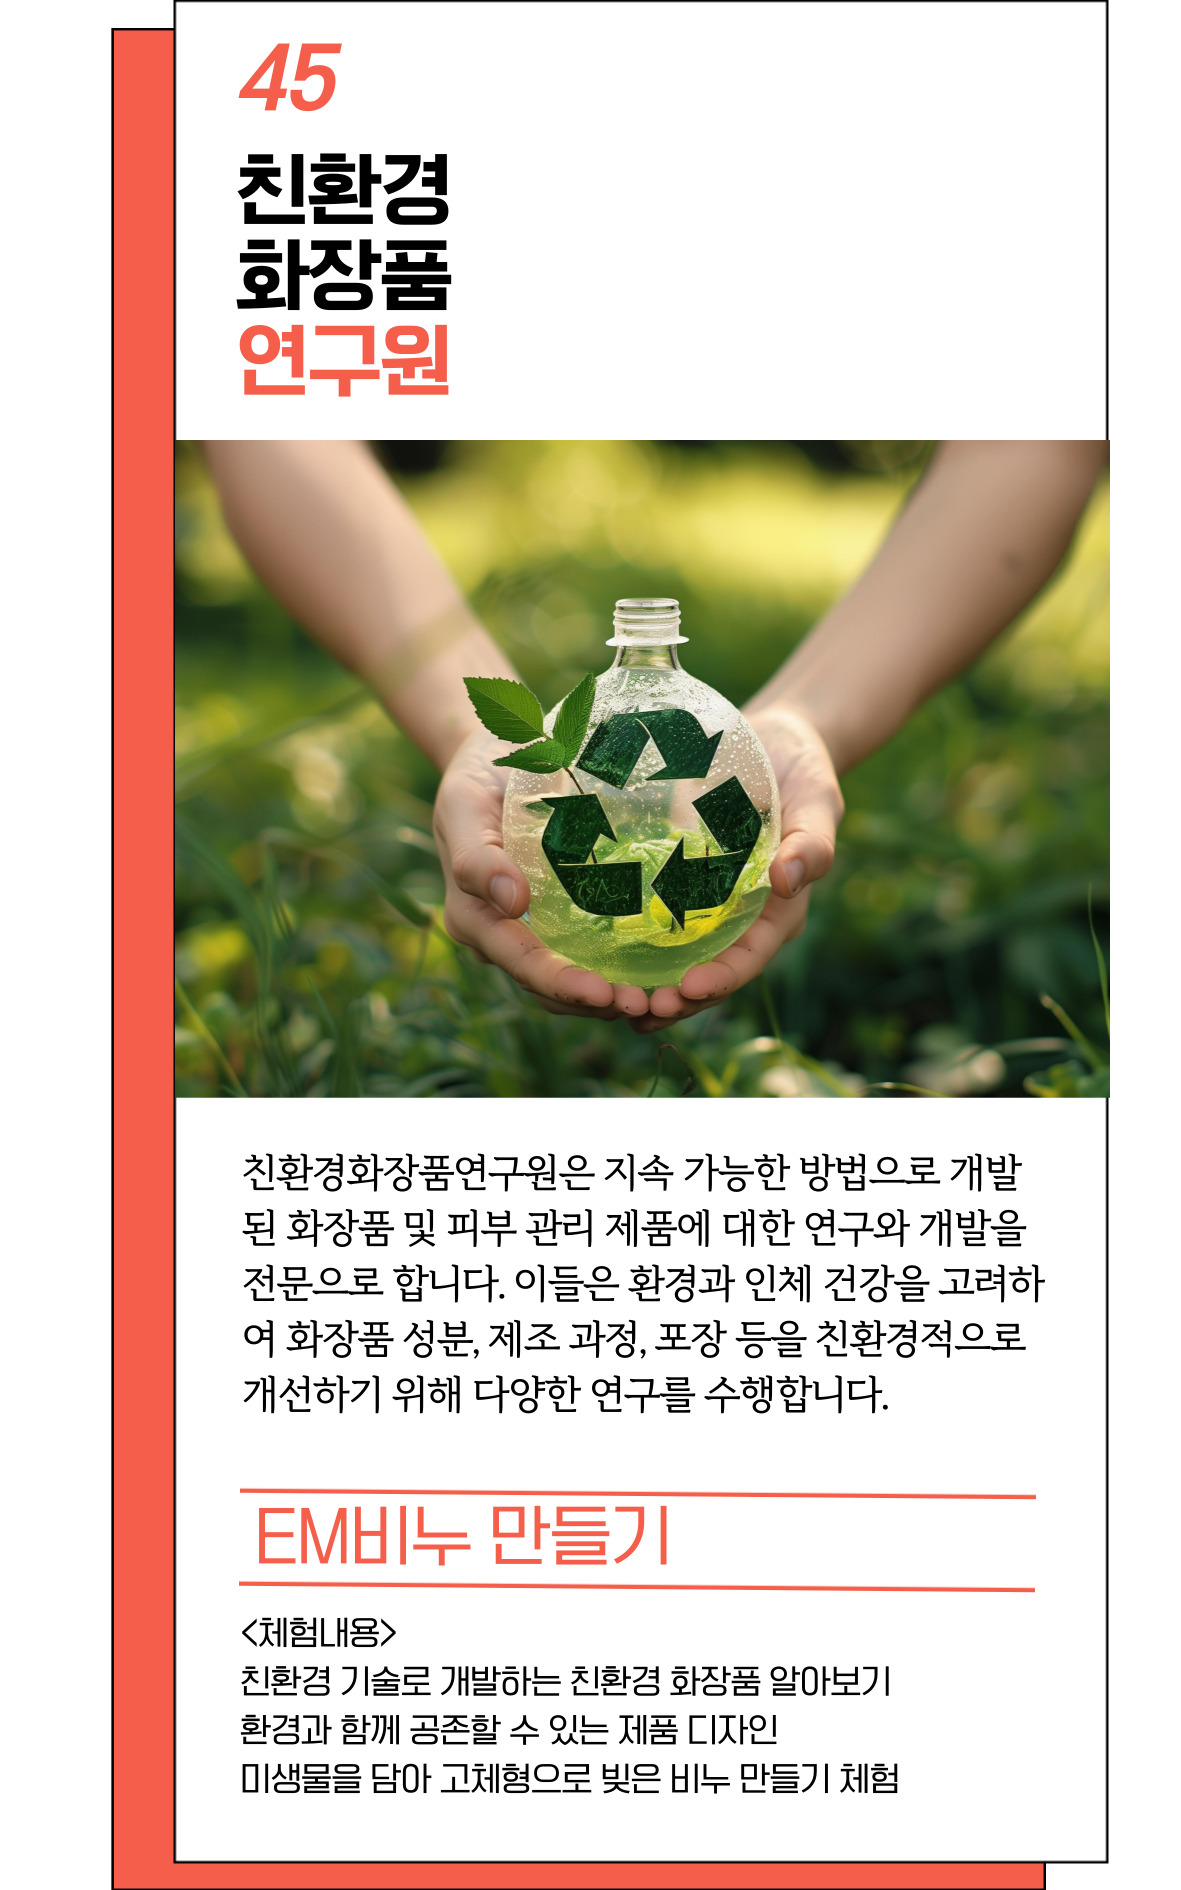 45
친환경
화장품
연구원
친환경화장품연구원은 지속 가능한 방법으로 개발
된 화장품 및 피부 관리 제품에 대한 연구와 개발을
전문으로 합니다. 이들은 환경과 인체 건강을 고려하
여 화장품 성분, 제조 과정, 포장 등을 친환경적으로
개선하기 위해 다양한 연구를 수행합니다.
EM비누 만들기
<체험내용>
친환경 기술로 개발하는 친환경 화장품 알아보기
환경과 함께 공존할 수 있는 제품 디자인
미생물을 담아 고체형으로 빚은 비누 만들기 체험